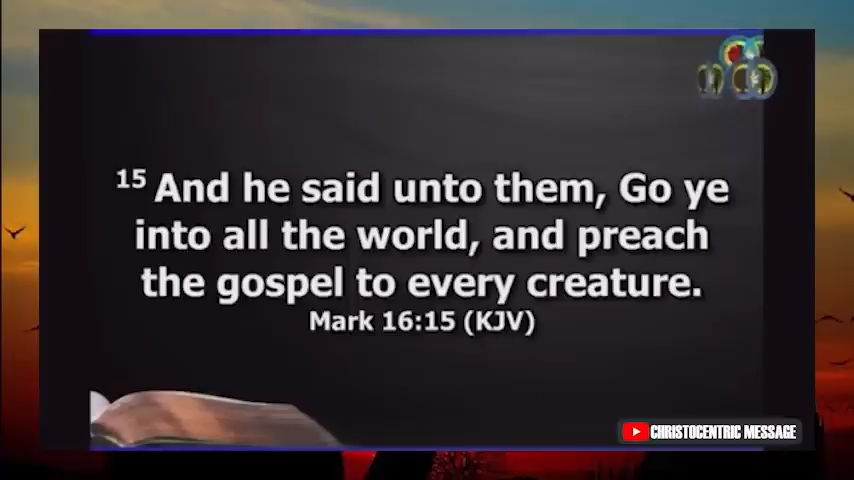 15 And he said unto them, Go ye
into all the world, and preach
the gospel to every creature.
Mark 16:15 (KJV)
CHRISTOCENTRIC MESSAGE